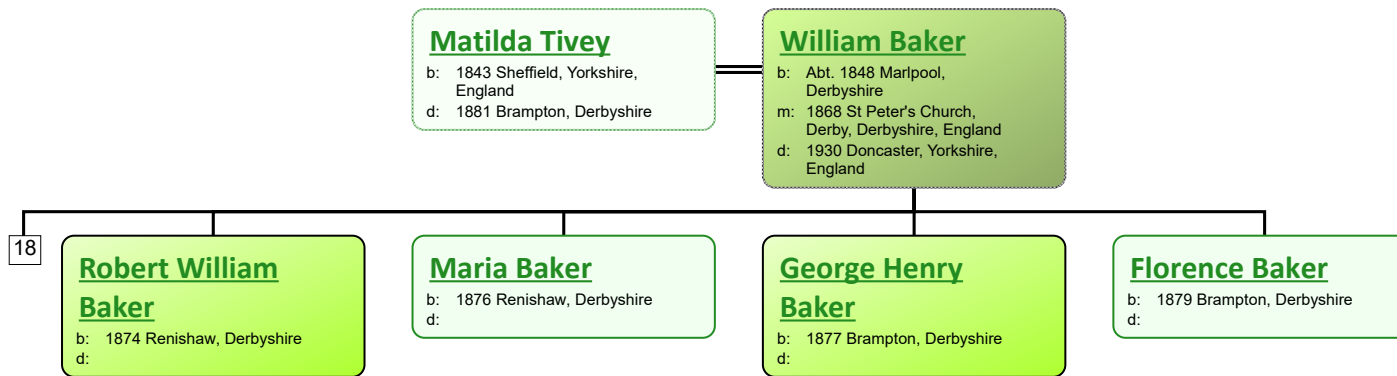 Matilda Tivey
b: 1843 Sheffield, Yorkshire,
England
d: 1881 Brampton, Derbyshire
William Baker
b: Abt. 1848 Marlpool,
Derbyshire
m: 1868 St Peter's Church,
Derby, Derbyshire, England
d: 1930 Doncaster, Yorkshire,
England
18
Robert William
Baker
b: 1874 Renishaw, Derbyshire
d:
Maria Baker
b: 1876 Renishaw, Derbyshire
d:
George Henry
Baker
b: 1877 Brampton, Derbyshire
d:
Florence Baker
b: 1879 Brampton, Derbyshire
d: